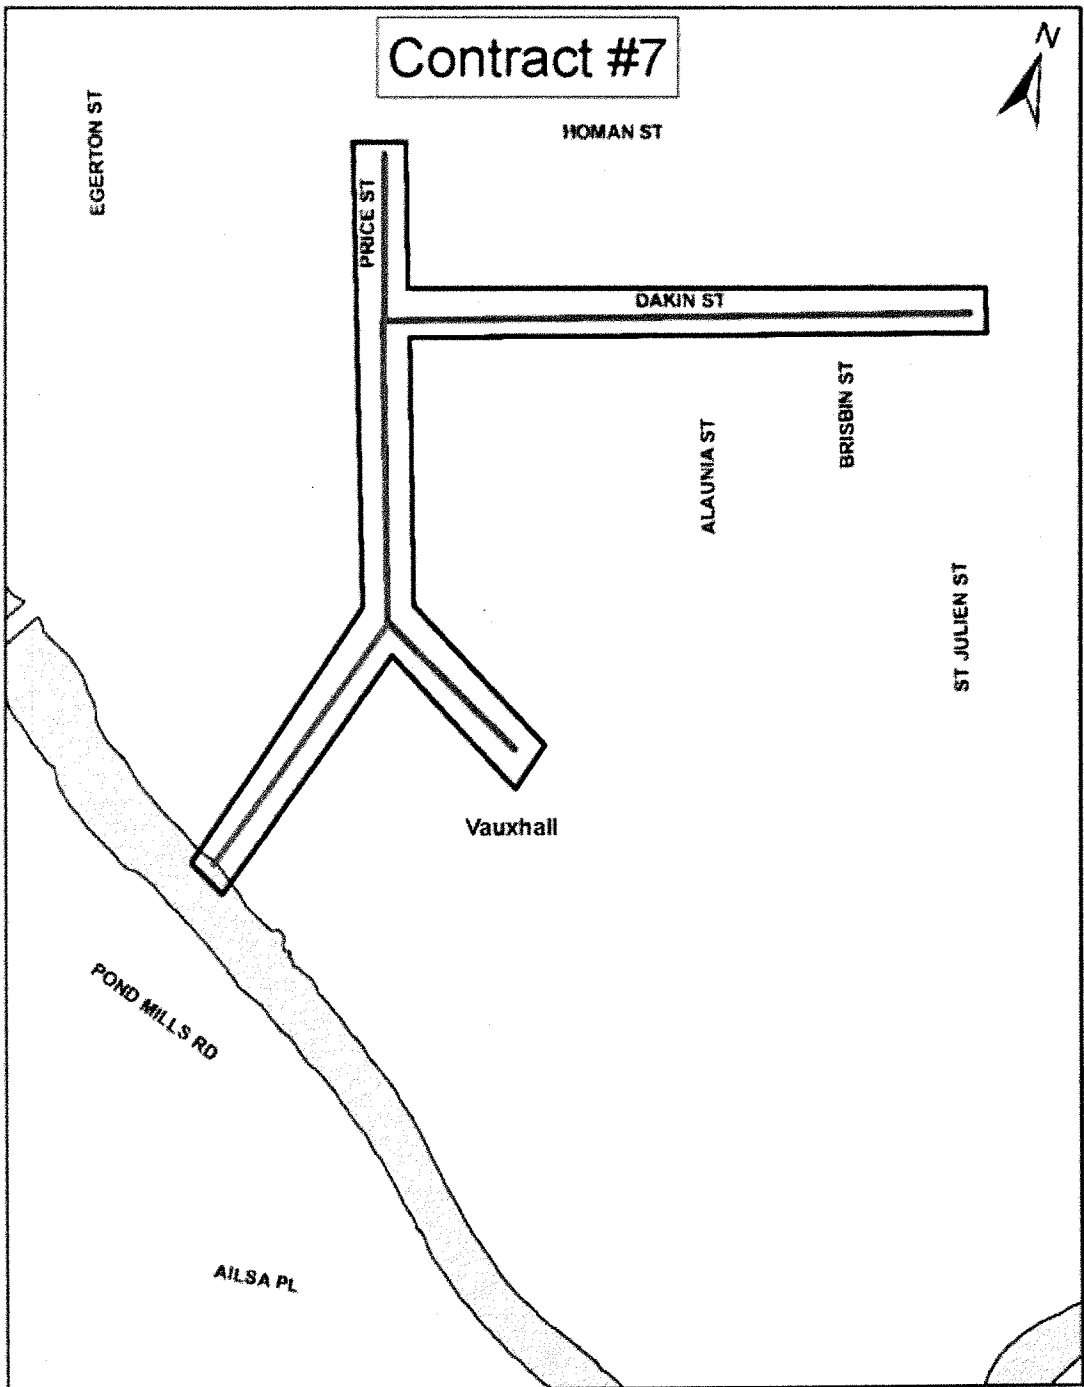 Contract #7
N
EGERTON ST
HOMAN ST
PRICE ST
DAKIN ST
BRISBIN ST
ALAUNIA ST
ST JULIEN ST
Vauxhall
POND MILLS RD
AILSA PL